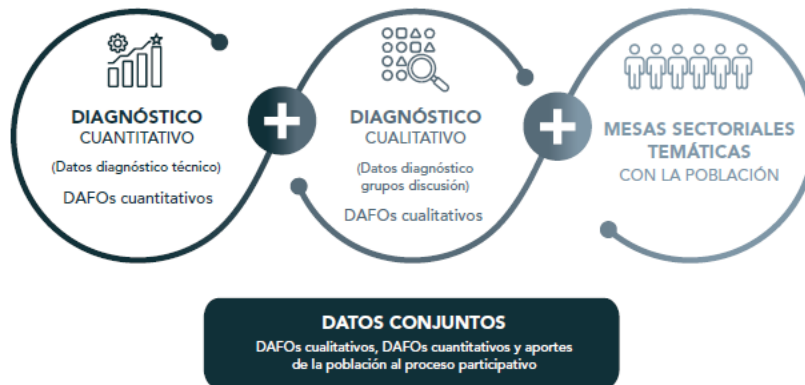 DIAGNÓSTICO
CUANTITATIVO
(Datos diagnóstico técnico)
DAFOs cuantitativos
DIAGNÓSTICO
CUALITATIVO
(Datos diagnóstico
grupos discusión)
DAFOs cualitativos
MESAS SECTORIALES
TEMÁTICAS
CON LA POBLACIÓN
DATOS CONJUNTOS
DAFOs cualitativos, DAFOs cuantitativos y aportes
de la población al proceso participativo